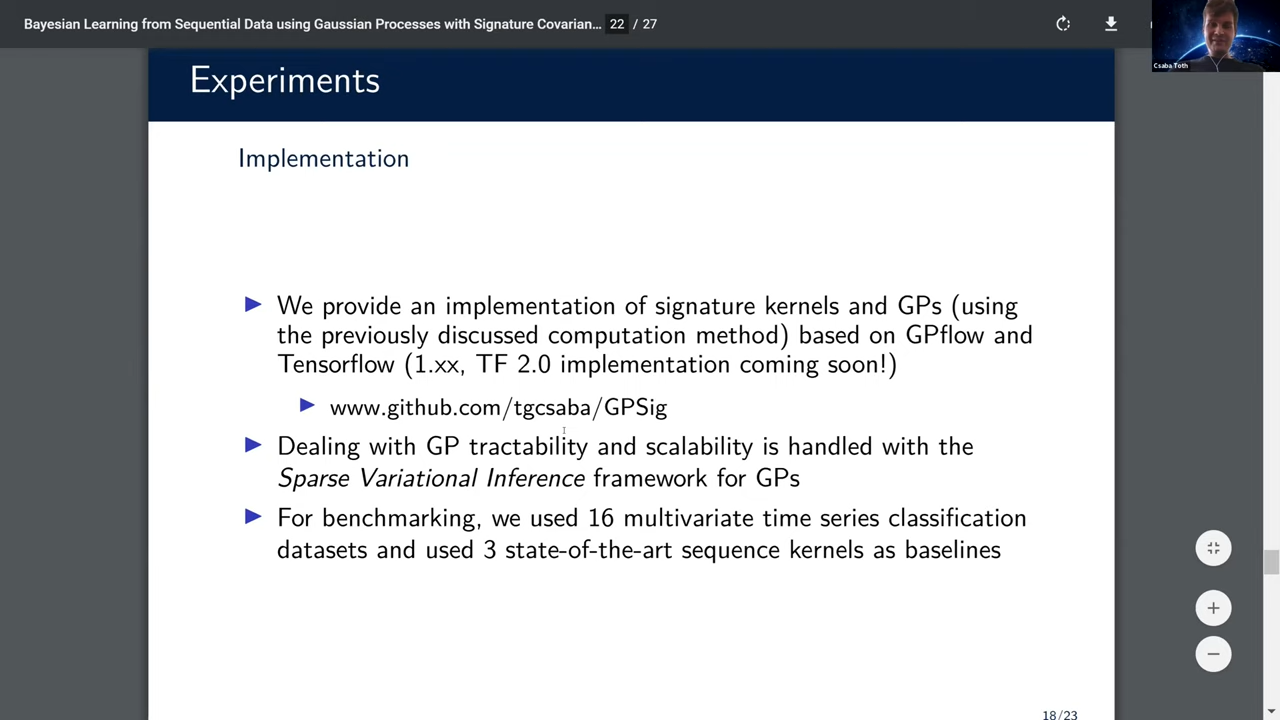 Bayesian Learning from Sequential Data using Gaussian Processes with Signature Covarian... 22 / 27
Csaba Toth
Experiments
Implementation
We provide an implementation of signature kernels and GPs (using
the previously discussed computation method) based on GPflow and
Tensorflow (1.xx, TF 2.0 implementation coming soon!)
www.github.com/tgcsaba/GPSig
Dealing with GP tractability and scalability is handled with the
Sparse Variational Inference framework for GPs
For benchmarking, we used 16 multivariate time series classification
datasets and used 3 state-of-the-art sequence kernels as baselines
18/23